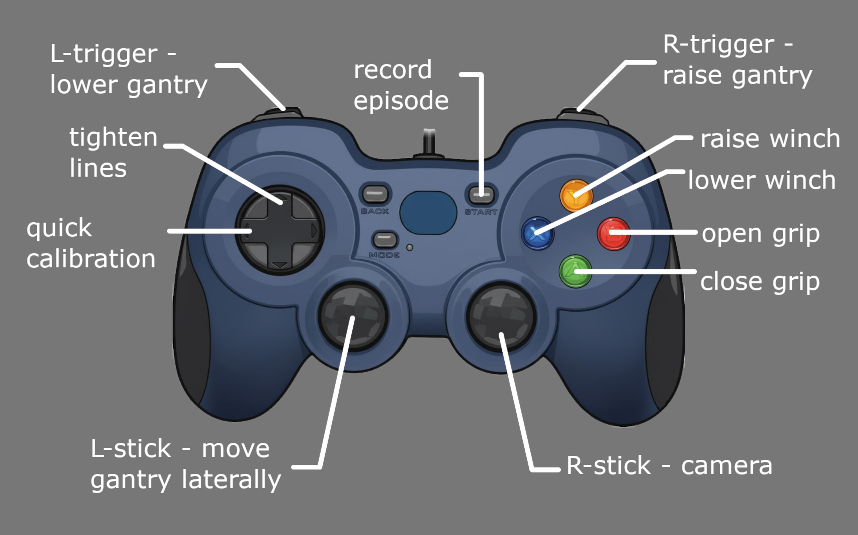 L-trigger -
lower gantry
record
episode
R-trigger -
raise gantry
tighten
lines
raise winch
lower winch
quick
calibration
open grip
close grip
BACK
START
MODE
Y
X
B
A
L-stick - move
gantry laterally
R-stick - camera